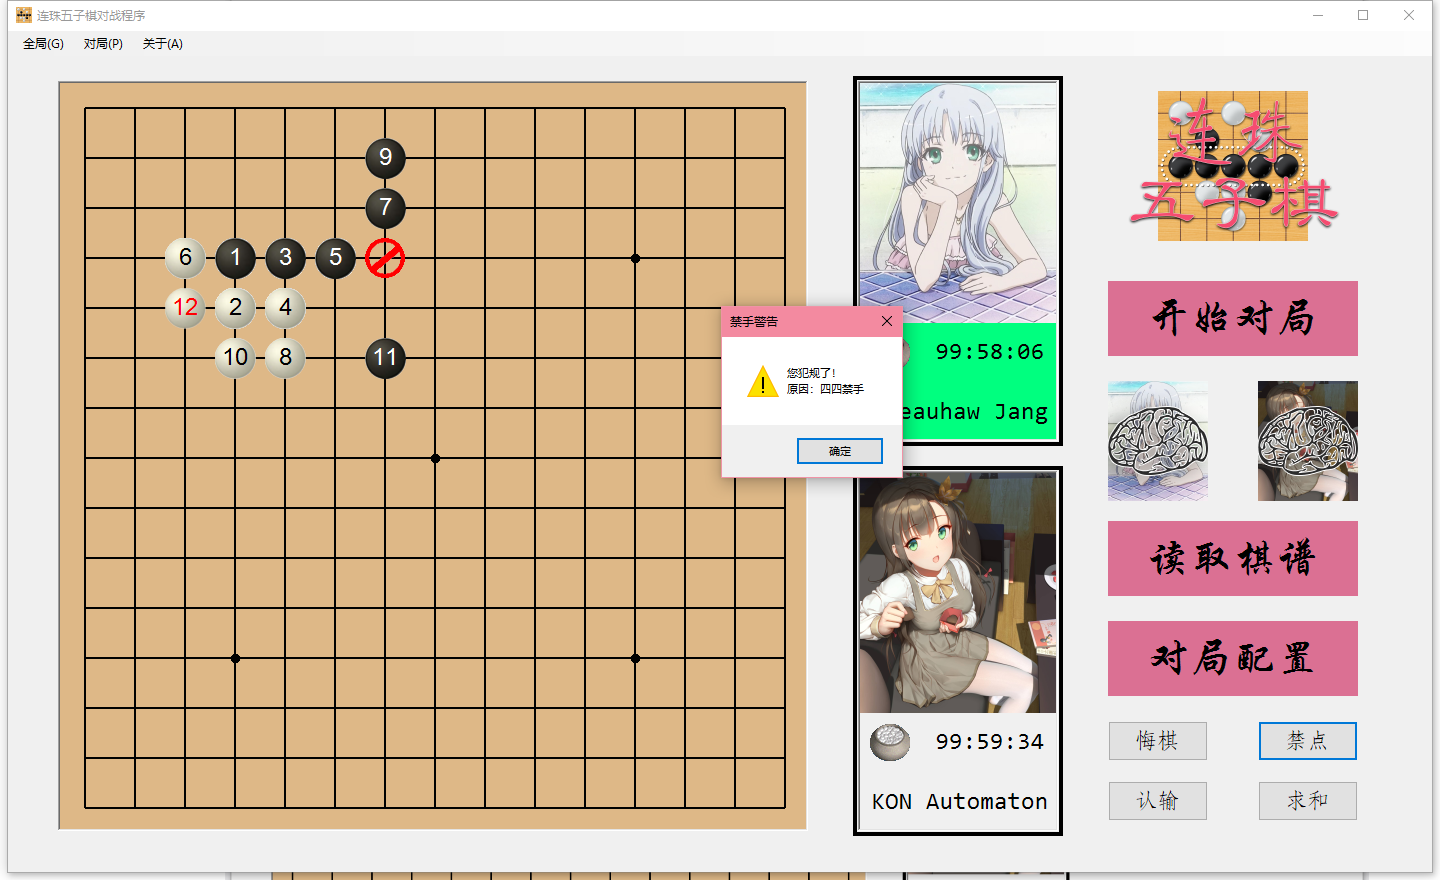 连珠五子棋对战程序
全局(G) 对局(P) 关于(A)
连珠
五子棋
9
7
6 1 3 5
12 2 4
10 8 11
禁手警告
您犯规了!
原因: 四四禁手
确定
99:58:06
eauhaw Jang
99:59:34
KON Automaton
开始对局
读取棋谱
对局配置
悔棋 禁点
认输 求和